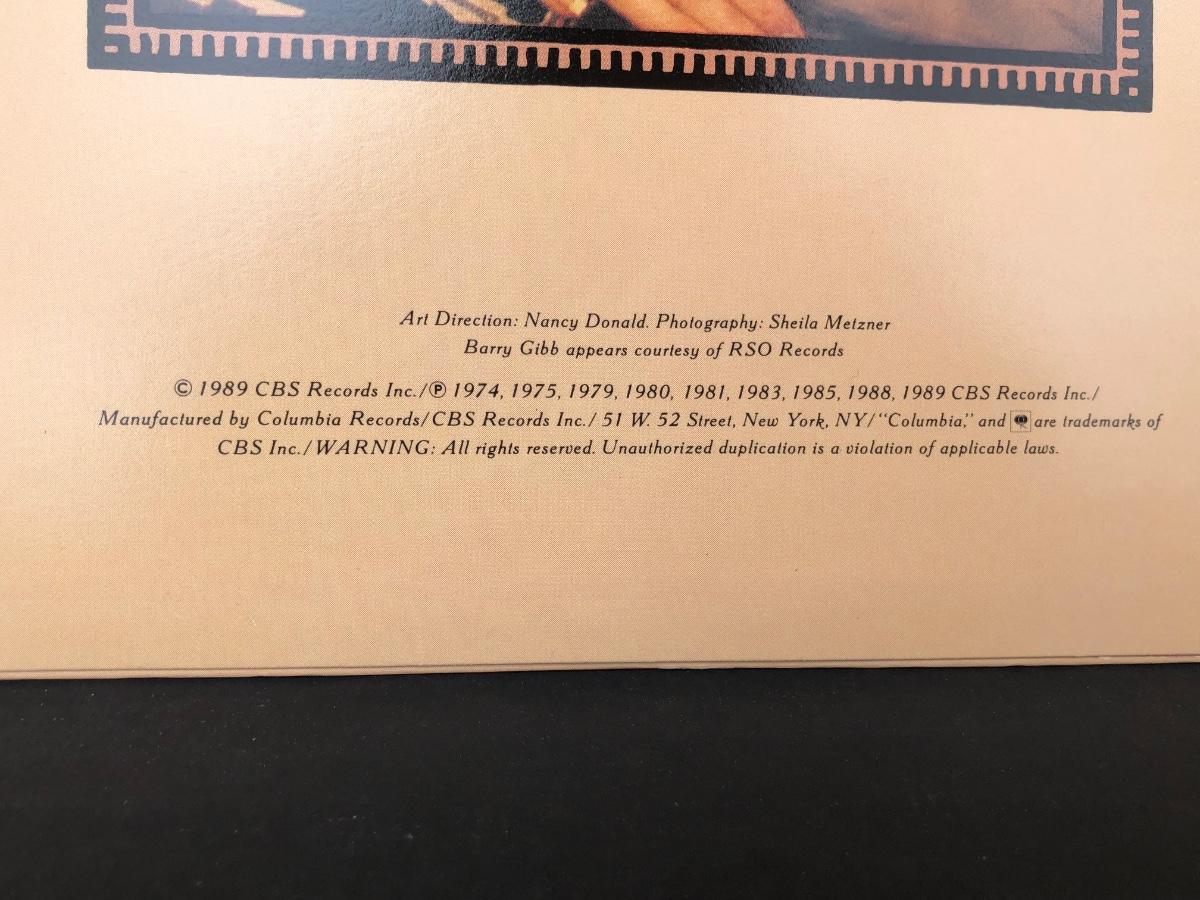 Art Direction: Nancy Donald. Photography: Sheila Metzner
Barry Gibb appears courtesy of RSO Records
© 1989 CBS Records Inc./℗ 1974, 1975, 1979, 1980, 1981, 1983, 1985, 1988, 1989 CBS Records Inc./
Manufactured by Columbia Records/CBS Records Inc./ 51 W. 52 Street, New York, NY/"Columbia," and are trademarks of
CBS Inc./WARNING: All rights reserved. Unauthorized duplication is a violation of applicable laws.